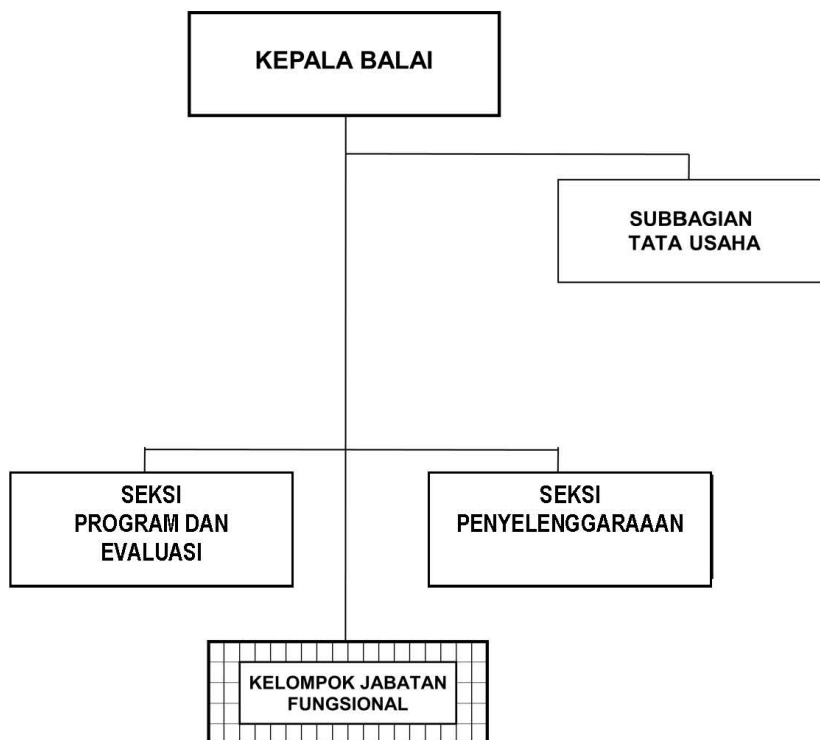 KEPALA BALAI
SUBBAGIAN
TATA USAHA
SEKSI
PROGRAM DAN
EVALUASI
SEKSI
PENYELENGGARAAAN
KELOMPOK JABATAN
FUNGSIONAL